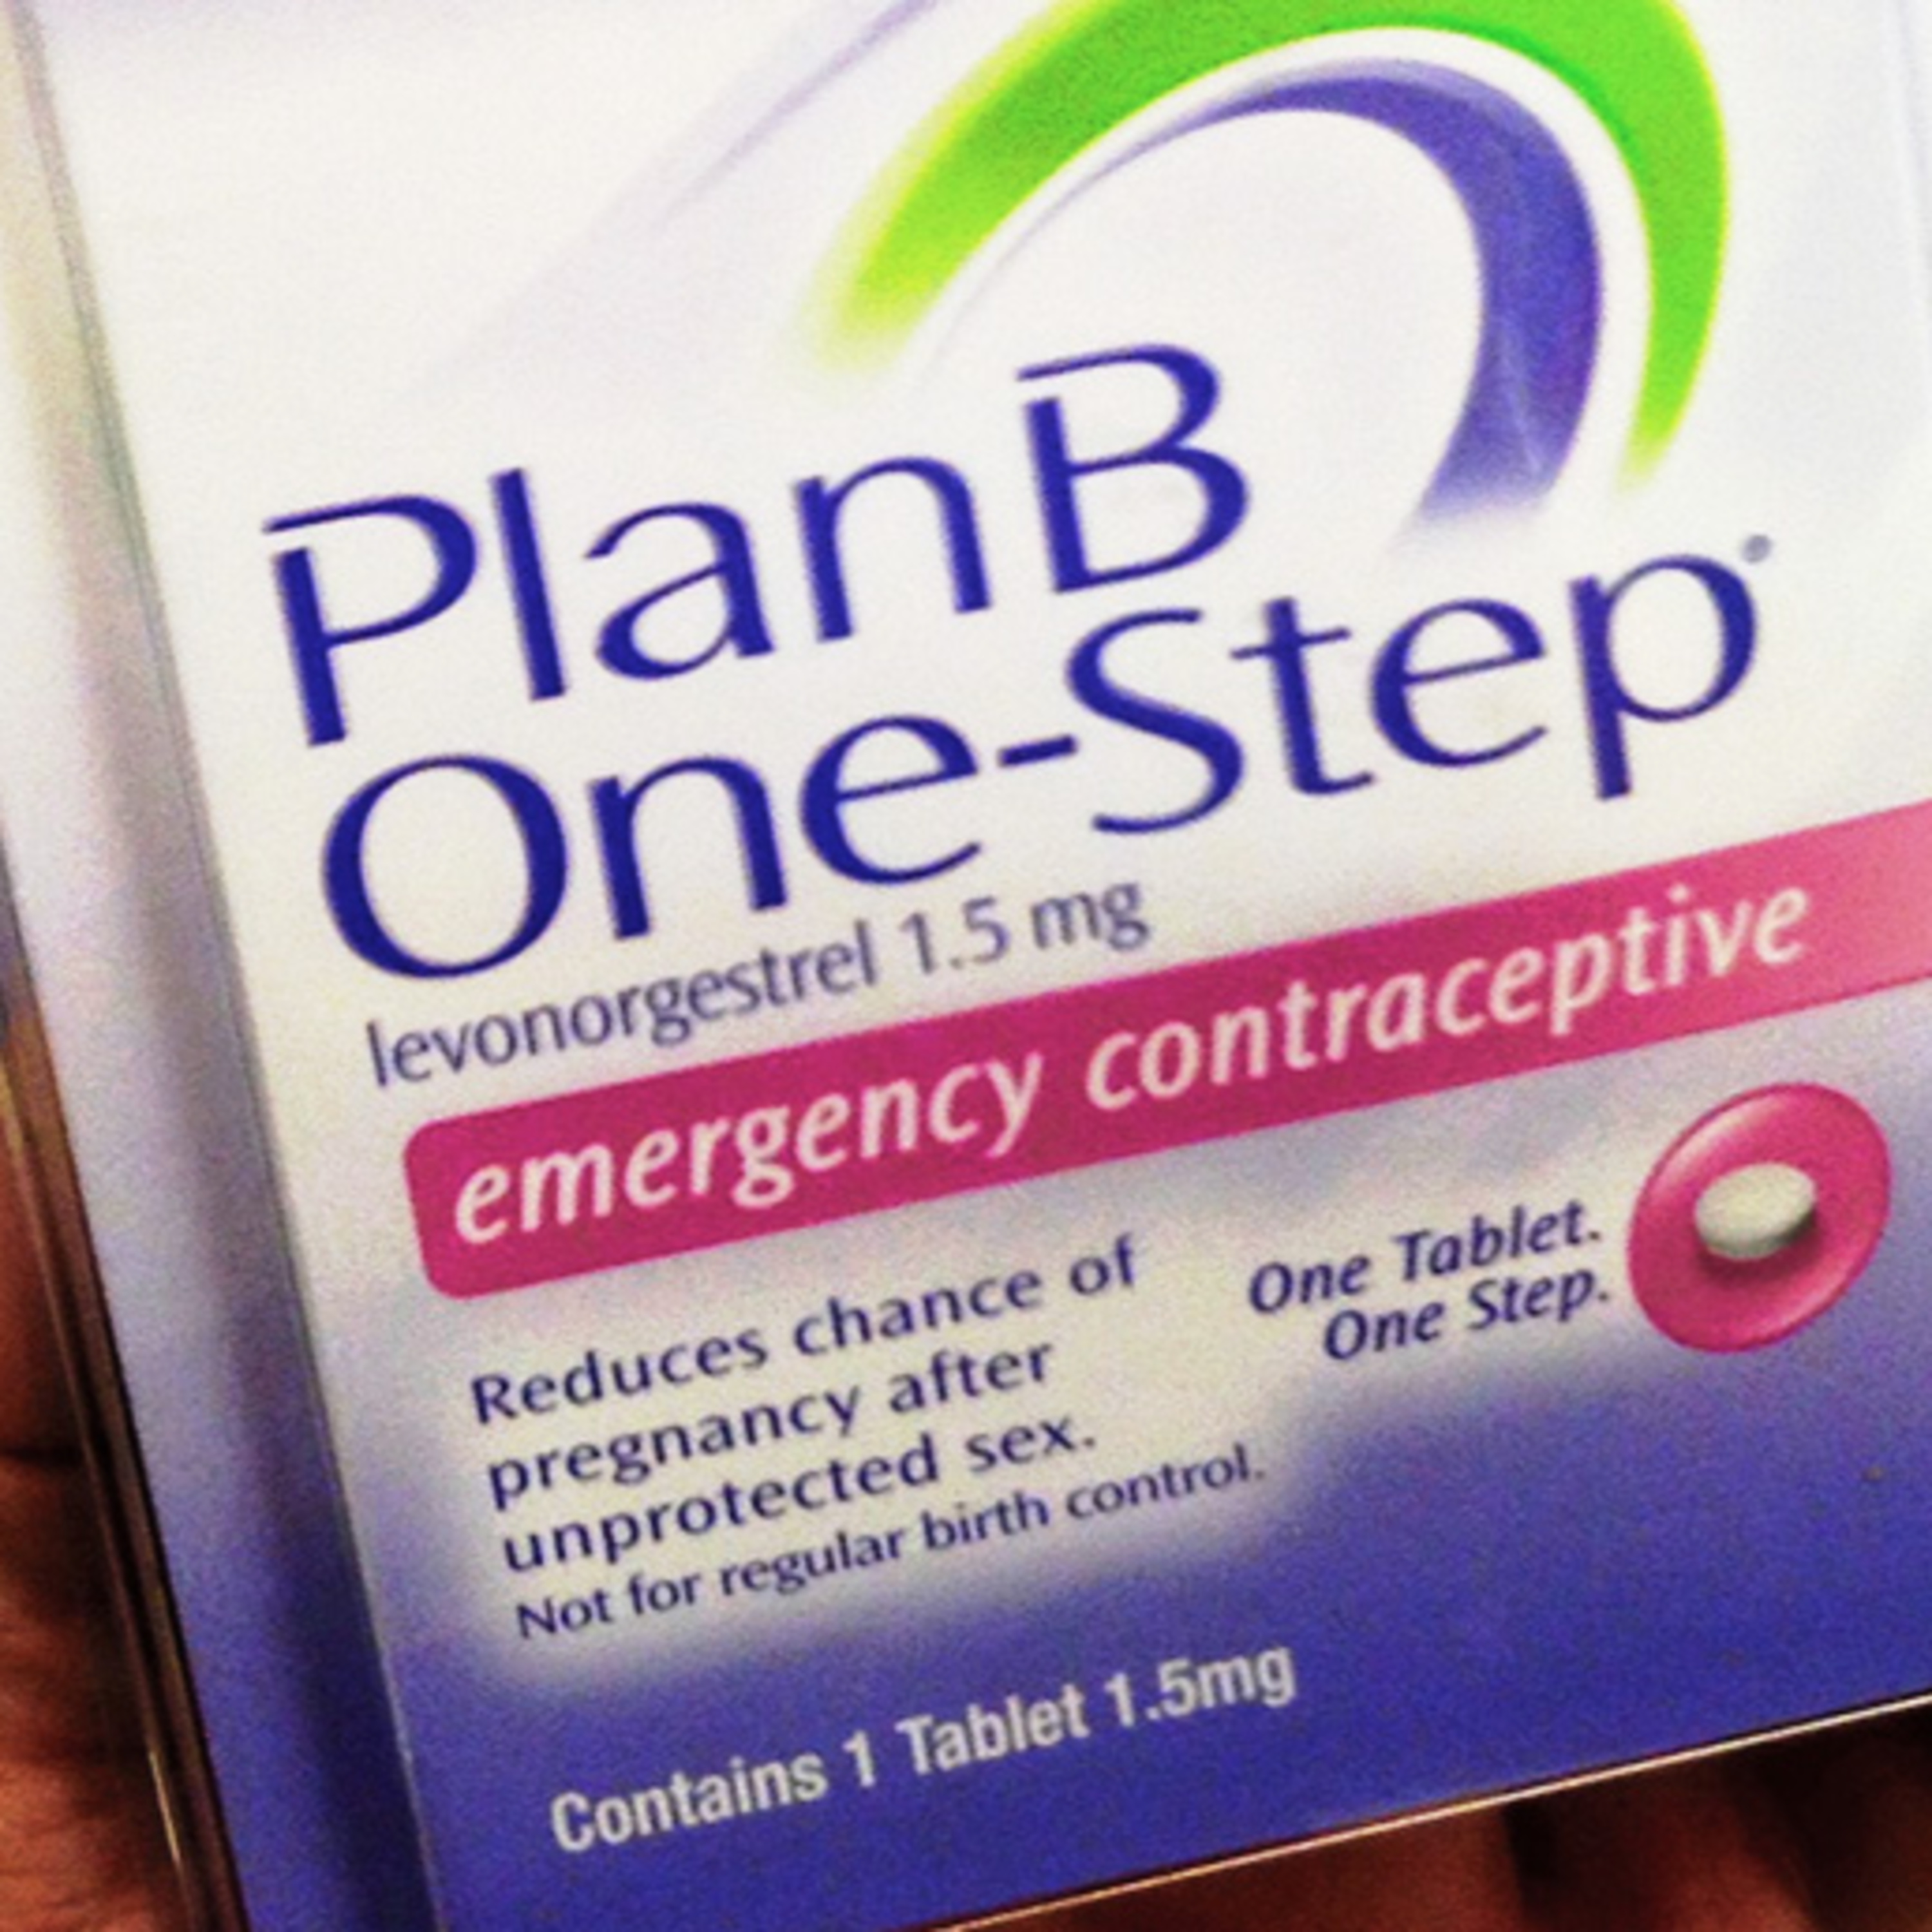 Plan B
One-Step®
levonorgestrel 1.5 mg
emergency contraceptive
Reduces chance of
pregnancy after
unprotected sex.
Not for regular birth control.
One Tablet.
One Step.
Contains 1 Tablet 1.5mg